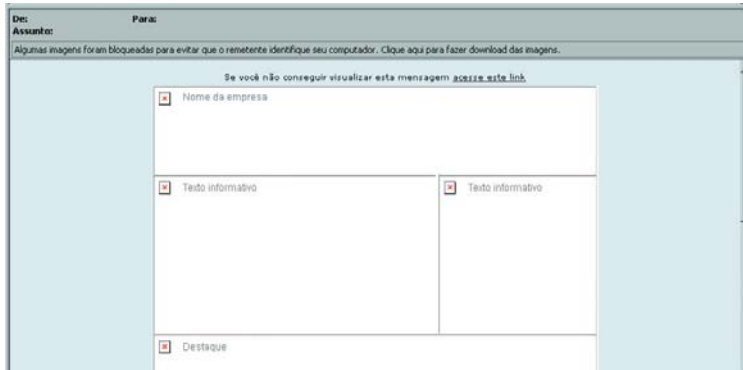 De: Para:
Assunto:
Algumas imagens foram bloqueadas para evitar que o remetente identifique seu computador. Clique aqui para fazer download das imagens.
Se você não conseguir visualizar esta mensagem acesse este link
Nome da empresa
Texto informativo Texto informativo
Destaque